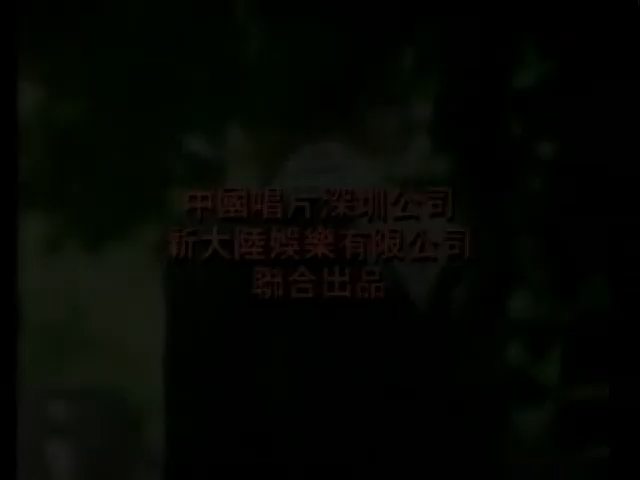 中國唱片深圳公司
新大陸娛樂有限公司
聯合出品